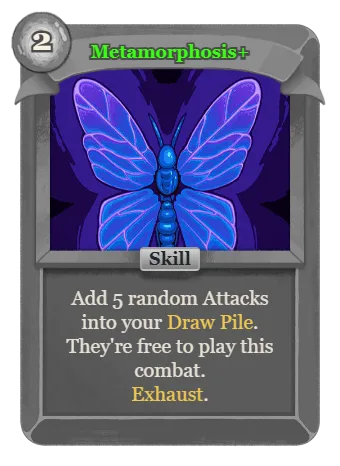 2
Metamorphosis+
Skill
Add 5 random Attacks
into your Draw Pile.
They're free to play this
combat.
Exhaust.